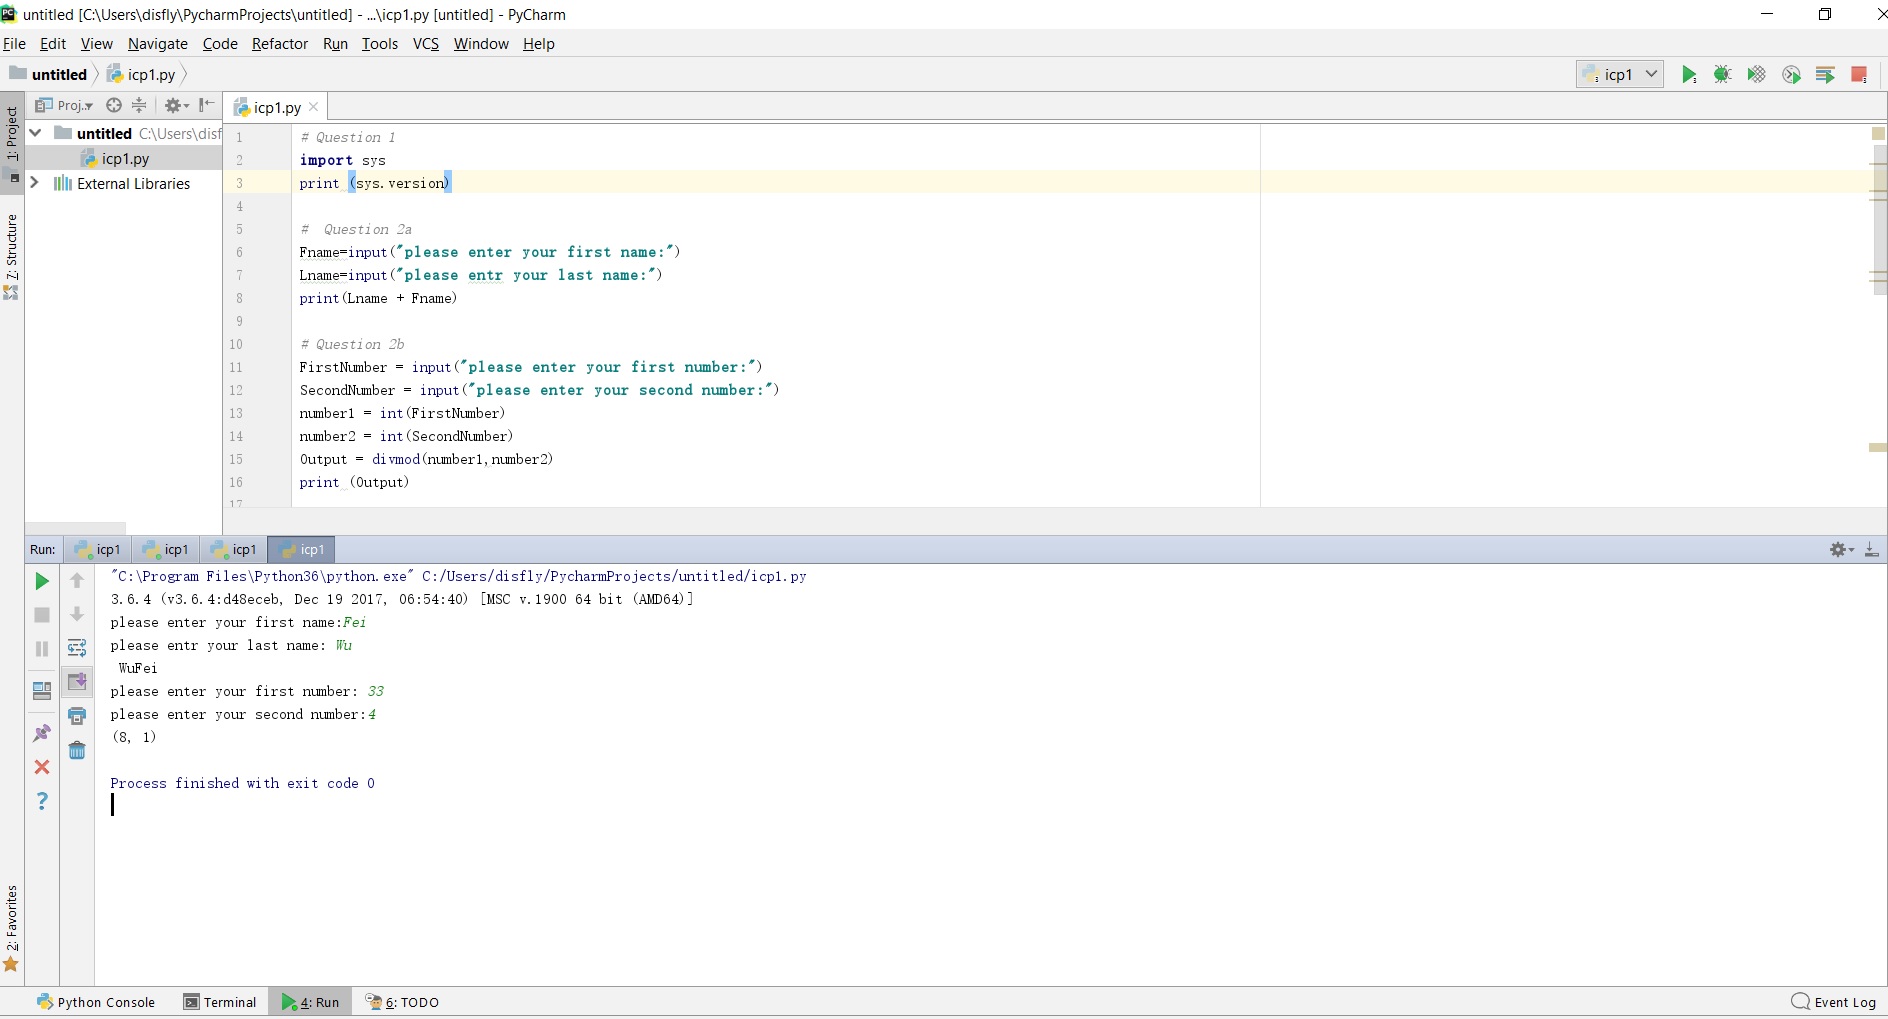 untitled [C:\Users\disfly\PycharmProjects\untitled] - ...\icp1.py [untitled] - PyCharm
File Edit View Navigate Code Refactor Run Tools VCS Window Help
untitled icp1.py icp1
1: Project
Proj..
icp1.py
untitled C:\Users\disf
icp1.py
External Libraries
7: Structure
1 # Question 1
2 import sys
3 print (sys.version)
4
5 #  Question 2a
6 Fname=input("please enter your first name:")
7 Lname=input("please entr your last name:")
8 print(Lname + Fname)
9
10 # Question 2b
11 FirstNumber = input("please enter your first number:")
12 SecondNumber = input("please enter your second number:")
13 number1 = int(FirstNumber)
14 number2 = int(SecondNumber)
15 Output = divmod(number1,number2)
16 print (Output)
17
Run: icp1 icp1 icp1 icp1
"C:\Program Files\Python36\python.exe" C:/Users/disfly/PycharmProjects/untitled/icp1.py
3.6.4 (v3.6.4:d48eceb, Dec 19 2017, 06:54:40) [MSC v.1900 64 bit (AMD64)]
please enter your first name:Fei
please entr your last name: Wu
 WuFei
please enter your first number: 33
please enter your second number:4
(8, 1)
Process finished with exit code 0
2: Favorites
Python Console Terminal 4: Run 6: TODO Event Log